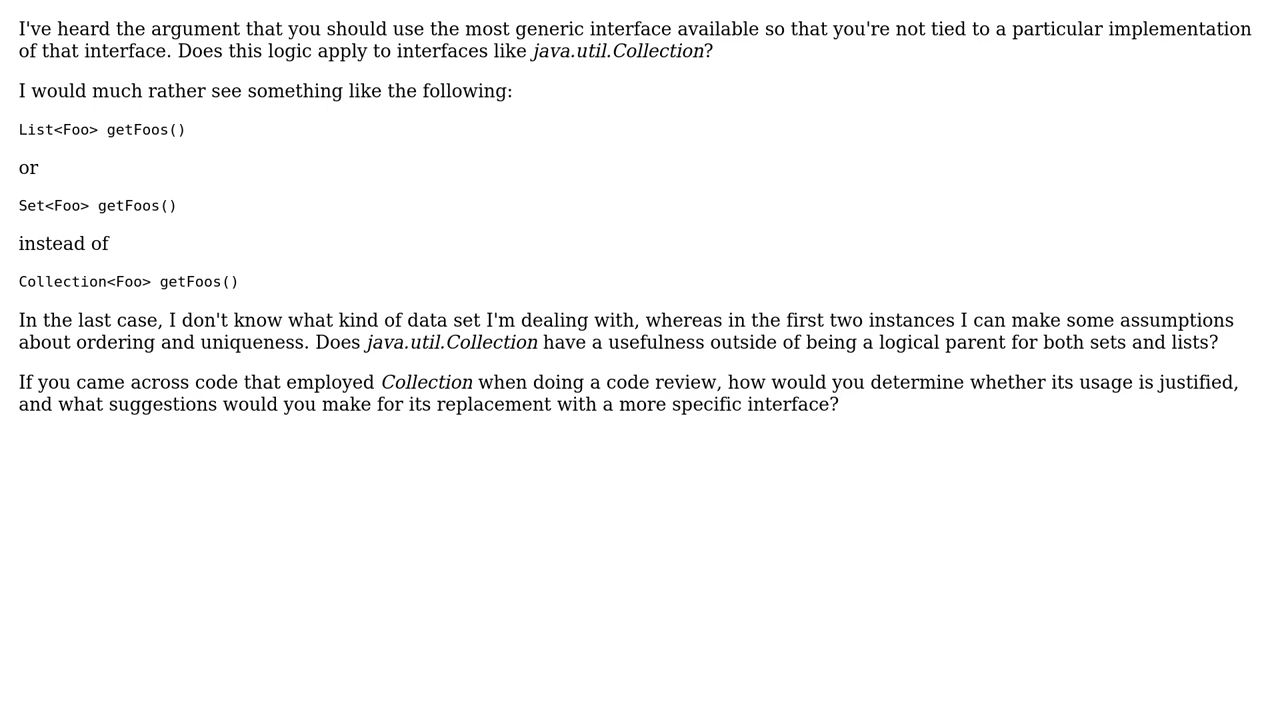 I've heard the argument that you should use the most generic interface available so that you're not tied to a particular implementation
of that interface. Does this logic apply to interfaces like java.util.Collection?
I would much rather see something like the following:
List<Foo> getFoos()
or
Set<Foo> getFoos()
instead of
Collection<Foo> getFoos()
In the last case, I don't know what kind of data set I'm dealing with, whereas in the first two instances I can make some assumptions
about ordering and uniqueness. Does java.util.Collection have a usefulness outside of being a logical parent for both sets and lists?
If you came across code that employed Collection when doing a code review, how would you determine whether its usage is justified,
and what suggestions would you make for its replacement with a more specific interface?